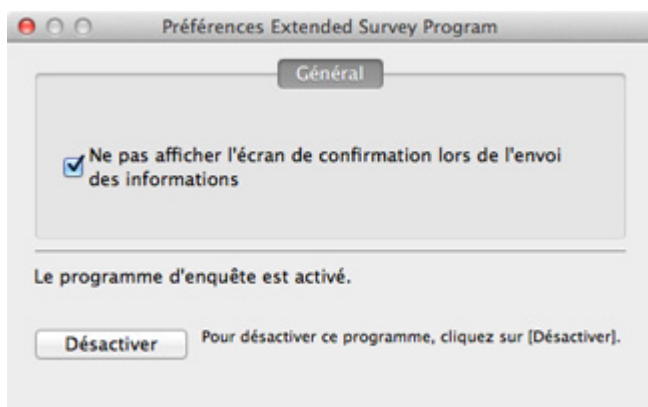 Préférences Extended Survey Program
Général
Ne pas afficher l'écran de confirmation lors de l'envoi
des informations
Le programme d'enquête est activé.
Désactiver
Pour désactiver ce programme, cliquez sur [Désactiver].